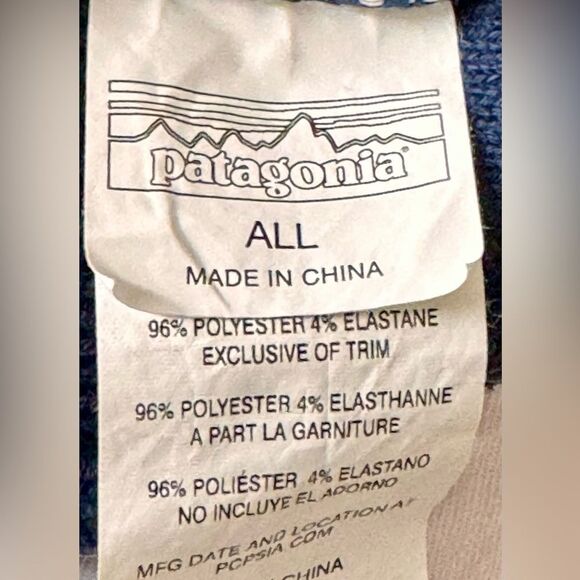 patagonia
ALL
MADE IN CHINA
96% POLYESTER 4% ELASTANE
EXCLUSIVE OF TRIM
96% POLYESTER 4% ELASTHANNE
A PART LA GARNITURE
96% POLIÉSTER 4% ELASTANO
NO INCLUYE EL ADORNO
MFG DATE AND LOCATION AT
PCPSIA COM
CHINA